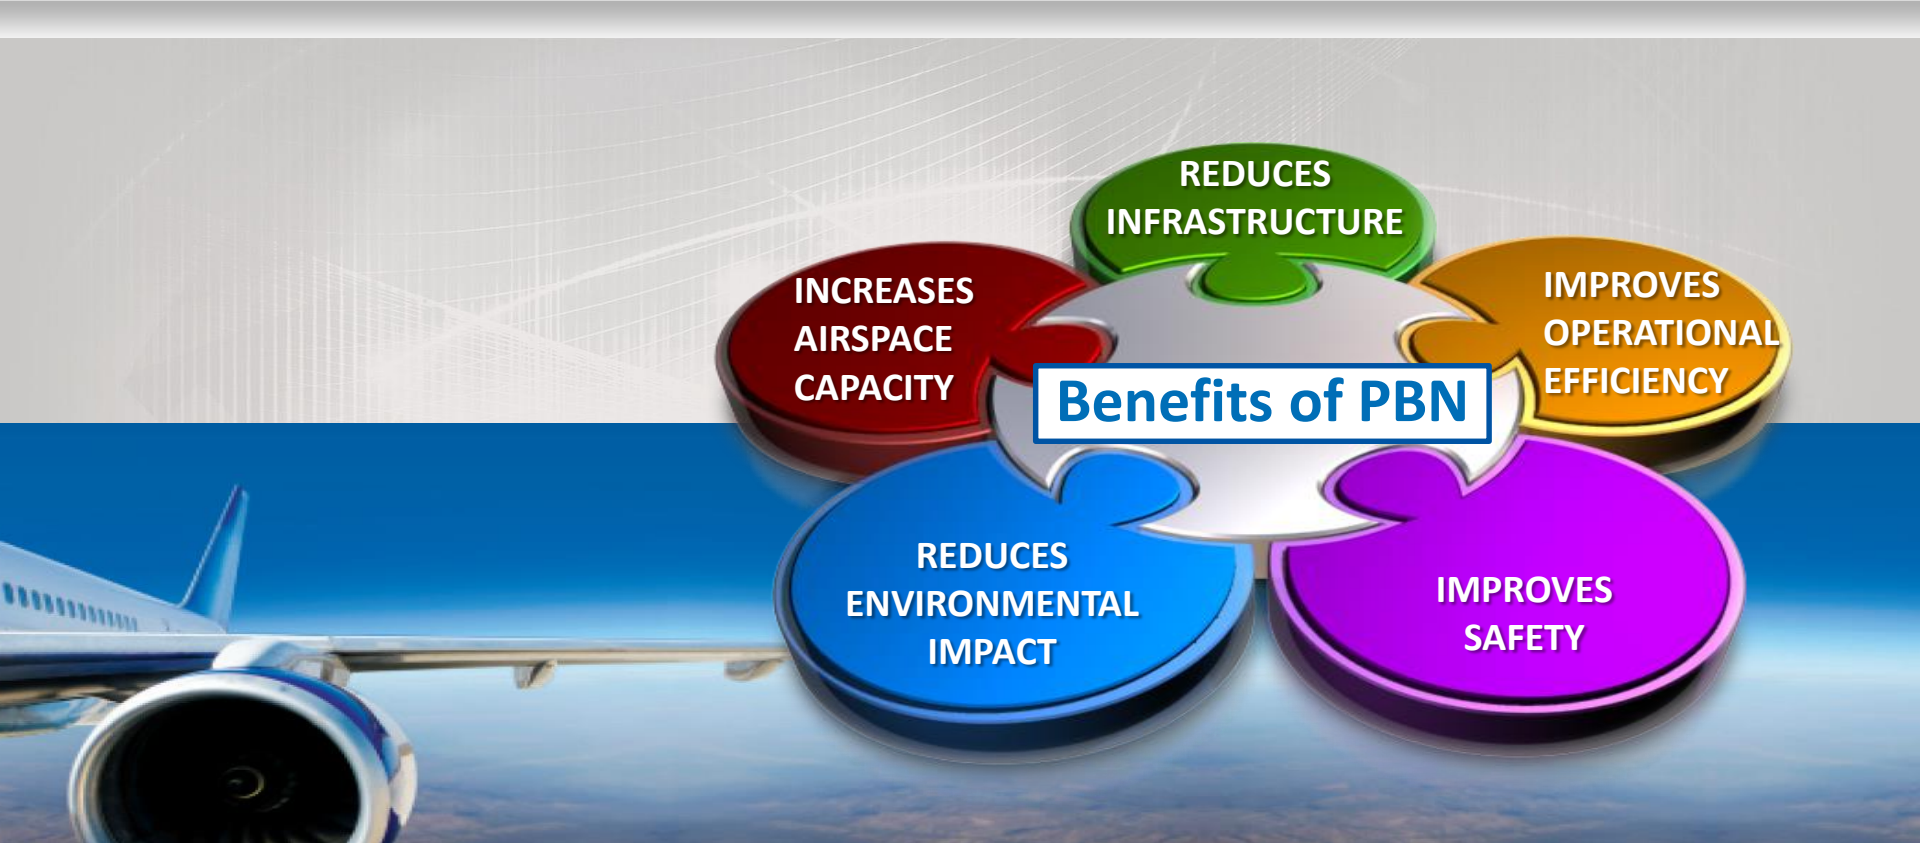 REDUCES
INFRASTRUCTURE
INCREASES
AIRSPACE
CAPACITY
IMPROVES
OPERATIONAL
EFFICIENCY
Benefits of PBN
REDUCES
ENVIRONMENTAL
IMPACT
IMPROVES
SAFETY